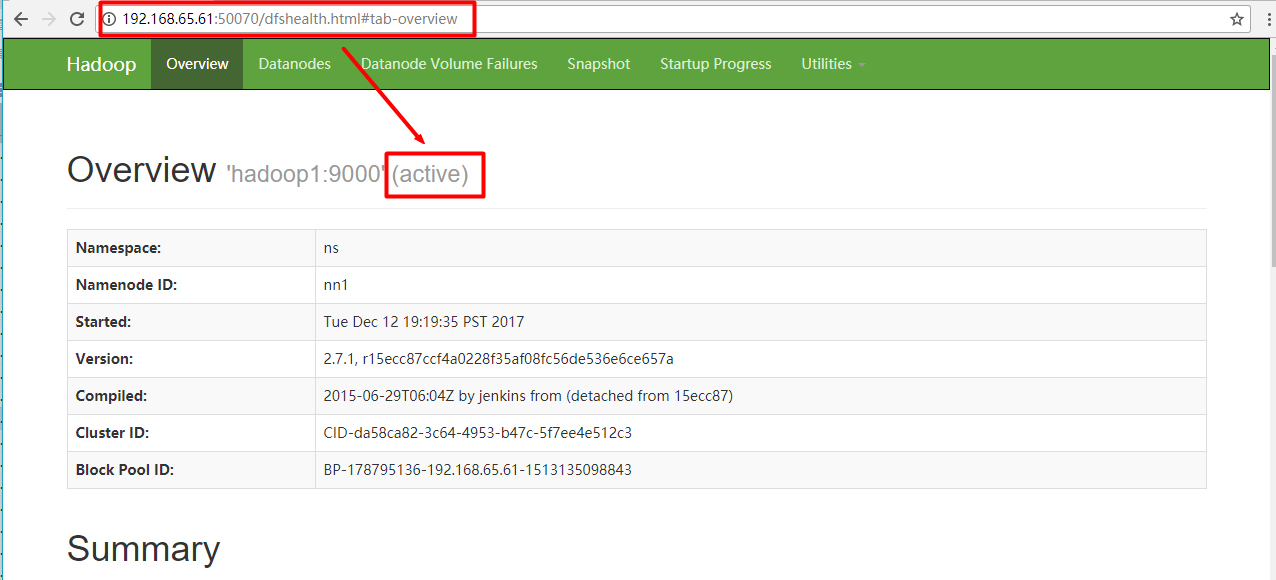 192.168.65.61:50070/dfshealth.html#tab-overview
Hadoop Overview Datanodes Datanode Volume Failures Snapshot Startup Progress Utilities
Overview 'hadoop1:9000' (active)
Namespace: ns
Namenode ID: nn1
Started: Tue Dec 12 19:19:35 PST 2017
Version: 2.7.1, r15ecc87ccf4a0228f35af08fc56de536e6ce657a
Compiled: 2015-06-29T06:04Z by jenkins from (detached from 15ecc87)
Cluster ID: CID-da58ca82-3c64-4953-b47c-5f7ee4e512c3
Block Pool ID: BP-178795136-192.168.65.61-1513135098843
Summary